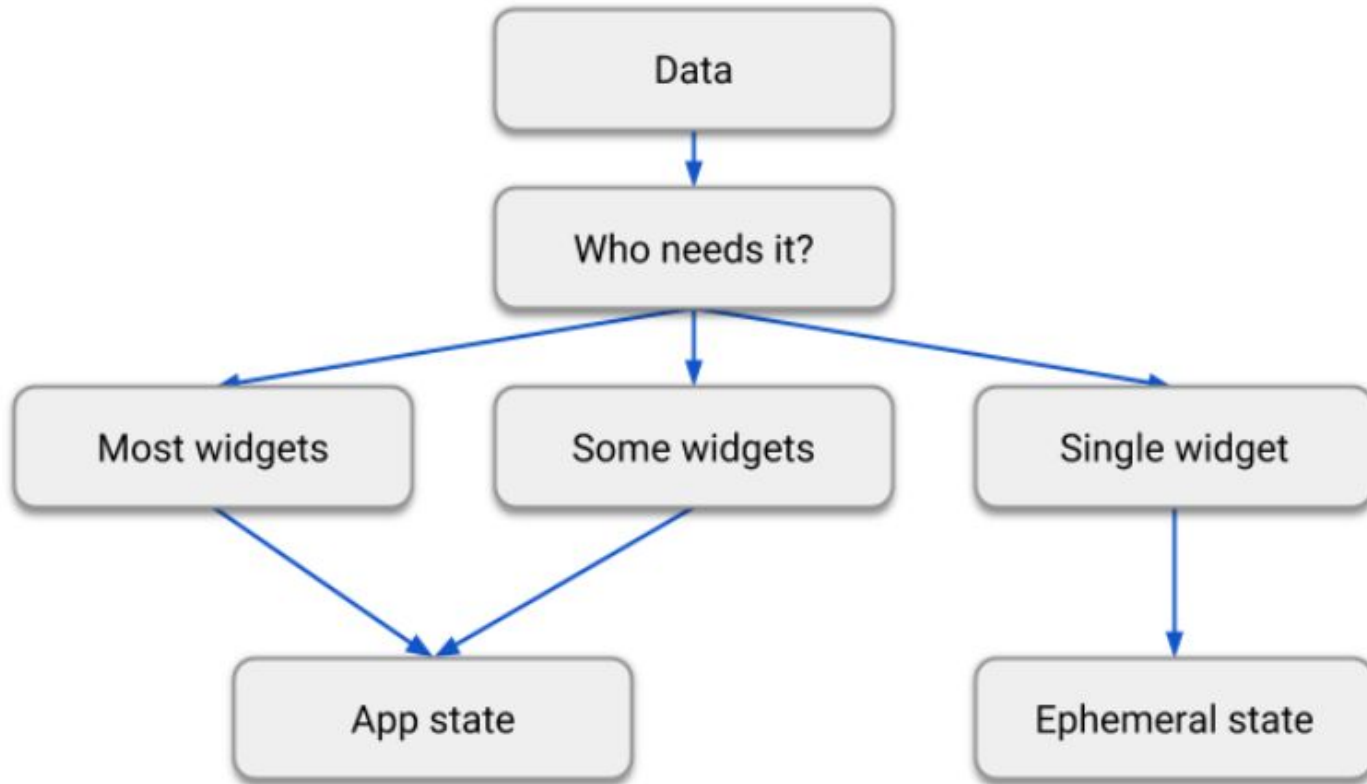 Data
Who needs it?
Most widgets
Some widgets
Single widget
App state
Ephemeral state